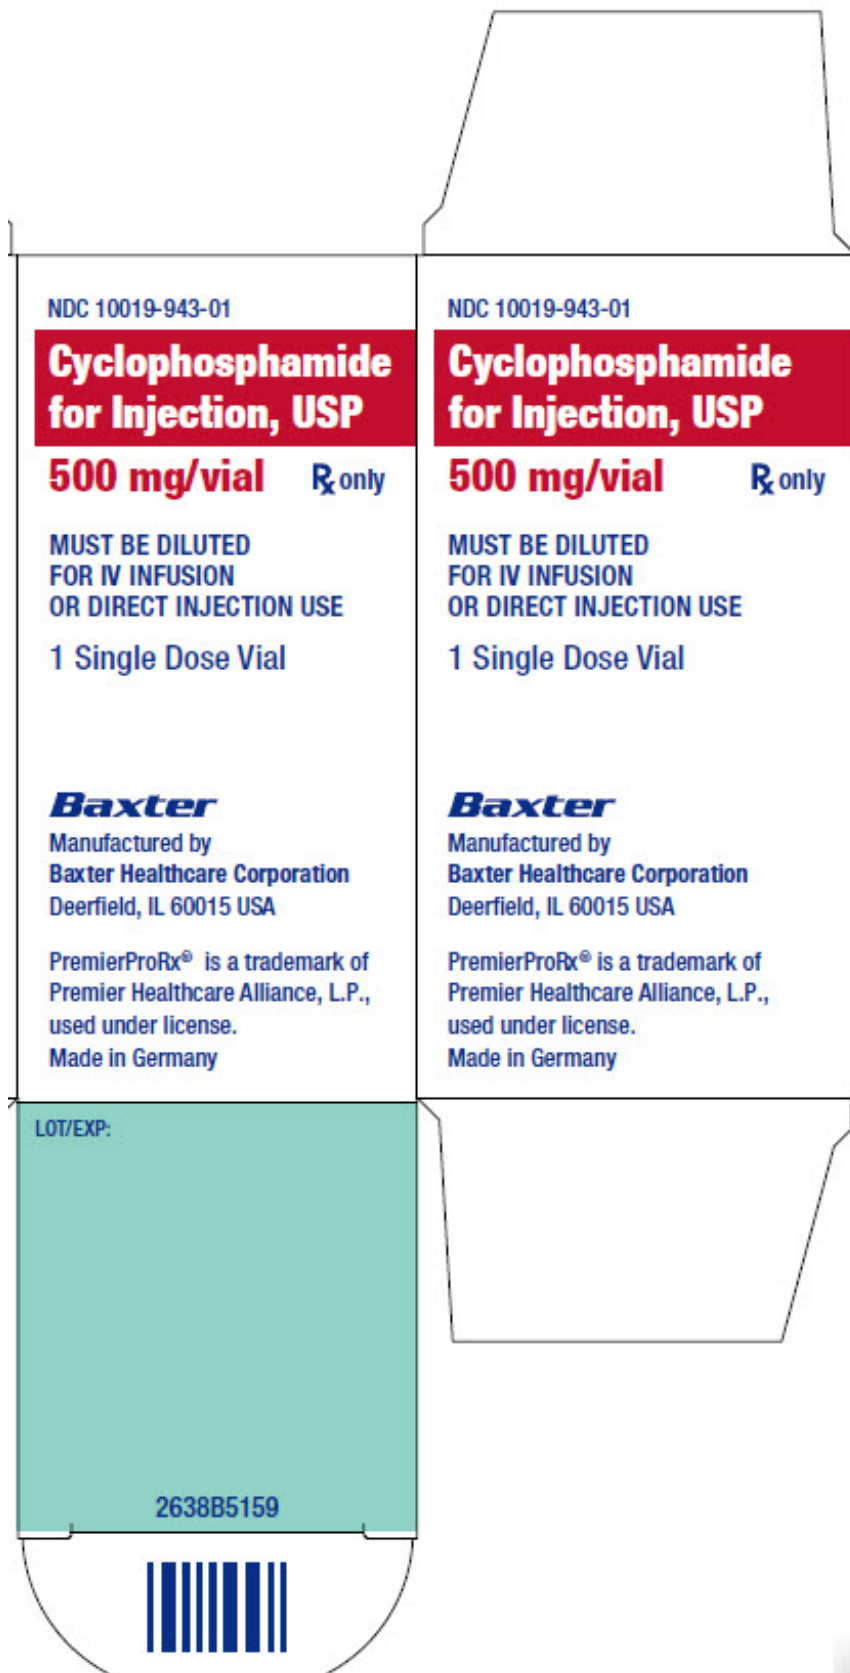 NDC 10019-943-01
Cyclophosphamide
for Injection, USP
500 mg/vial ℞ only
MUST BE DILUTED
FOR IV INFUSION
OR DIRECT INJECTION USE
1 Single Dose Vial
Baxter
Manufactured by
Baxter Healthcare Corporation
Deerfield, IL 60015 USA
PremierProRx® is a trademark of
Premier Healthcare Alliance, L.P.,
used under license.
Made in Germany
NDC 10019-943-01
Cyclophosphamide
for Injection, USP
500 mg/vial ℞ only
MUST BE DILUTED
FOR IV INFUSION
OR DIRECT INJECTION USE
1 Single Dose Vial
Baxter
Manufactured by
Baxter Healthcare Corporation
Deerfield, IL 60015 USA
PremierProRx® is a trademark of
Premier Healthcare Alliance, L.P.,
used under license.
Made in Germany
LOT/EXP:
2638B5159